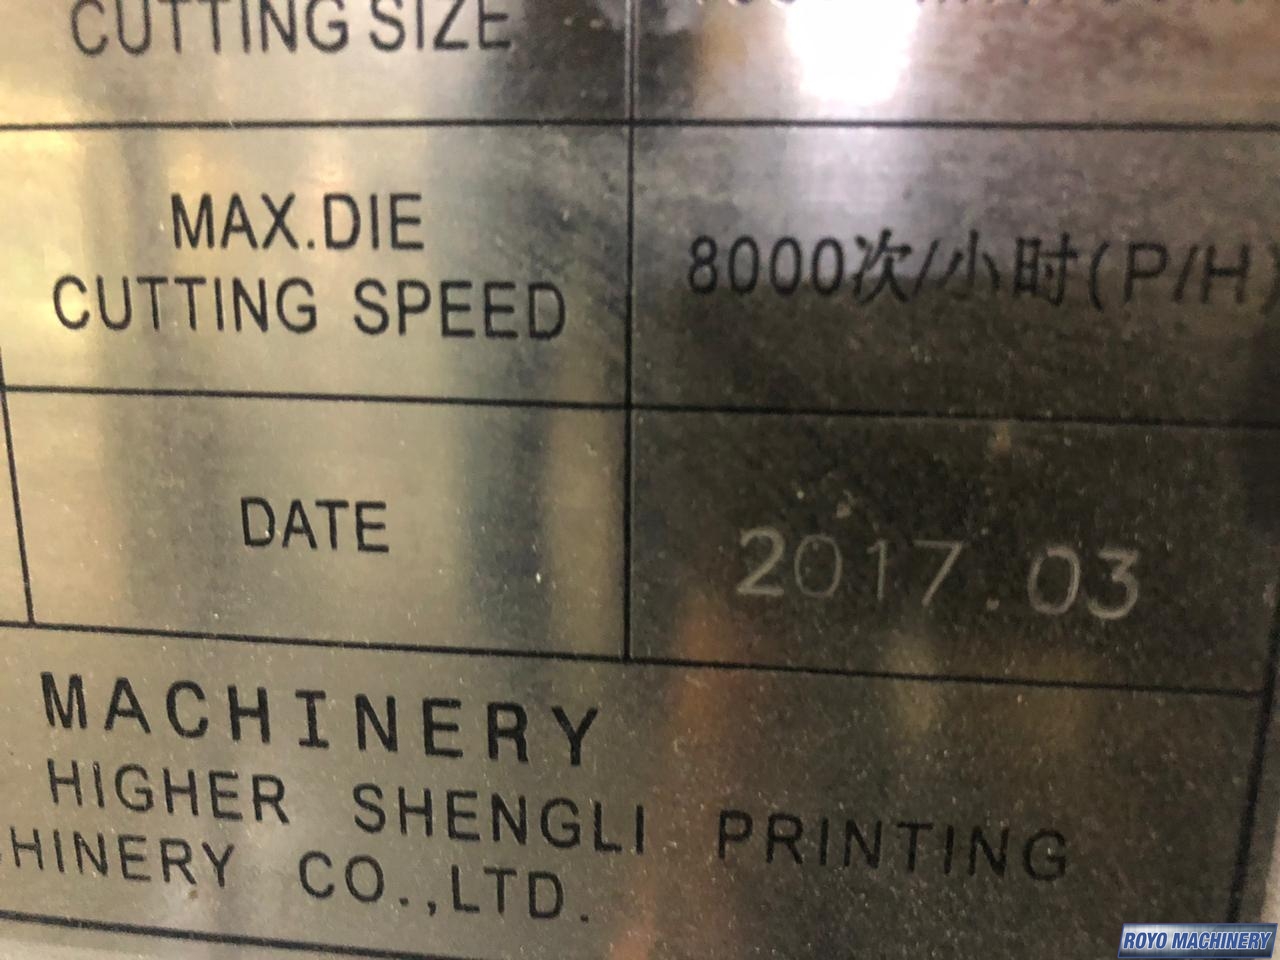 CUTTING SIZE
MAX.DIE
CUTTING SPEED
8000次/小时(P/H)
DATE
2017.03
MACHINERY
HIGHER SHENGLI PRINTING
HINERY CO.,LTD.
ROYO MACHINERY